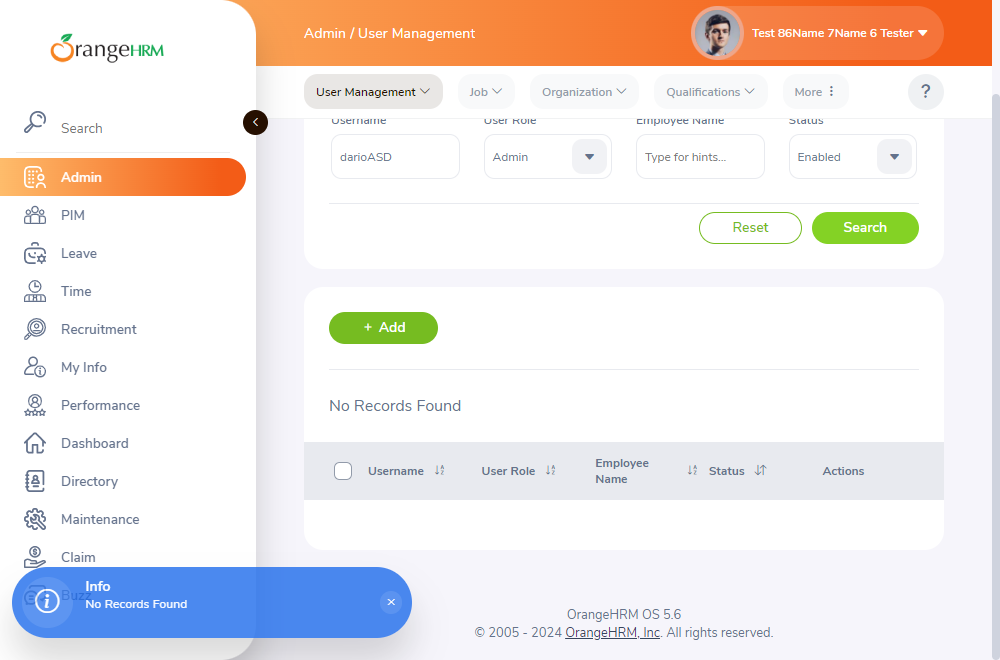 OrangeHRM
Admin / User Management
Test 86Name 7Name 6 Tester
User Management
Job
Organization
Qualifications
More
?
Search
Admin
PIM
Leave
Time
Recruitment
My Info
Performance
Dashboard
Directory
Maintenance
Claim
Buzz
Username
User Role
Employee Name
Status
darioASD
Admin
Type for hints...
Enabled
Reset
Search
+ Add
No Records Found
Username
User Role
Employee
Name
Status
Actions
Info
No Records Found
×
OrangeHRM OS 5.6
© 2005 - 2024 OrangeHRM, Inc. All rights reserved.